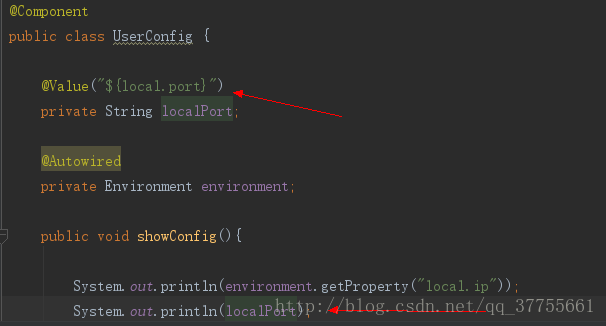 @Component
public class UserConfig {
@Value("${local.port}")
private String localPort;
@Autowired
private Environment environment;
public void showConfig(){
System.out.println(environment.getProperty("local.ip"));
System.out.println(localPort);
http://blog.csdn.net/qq_37755661